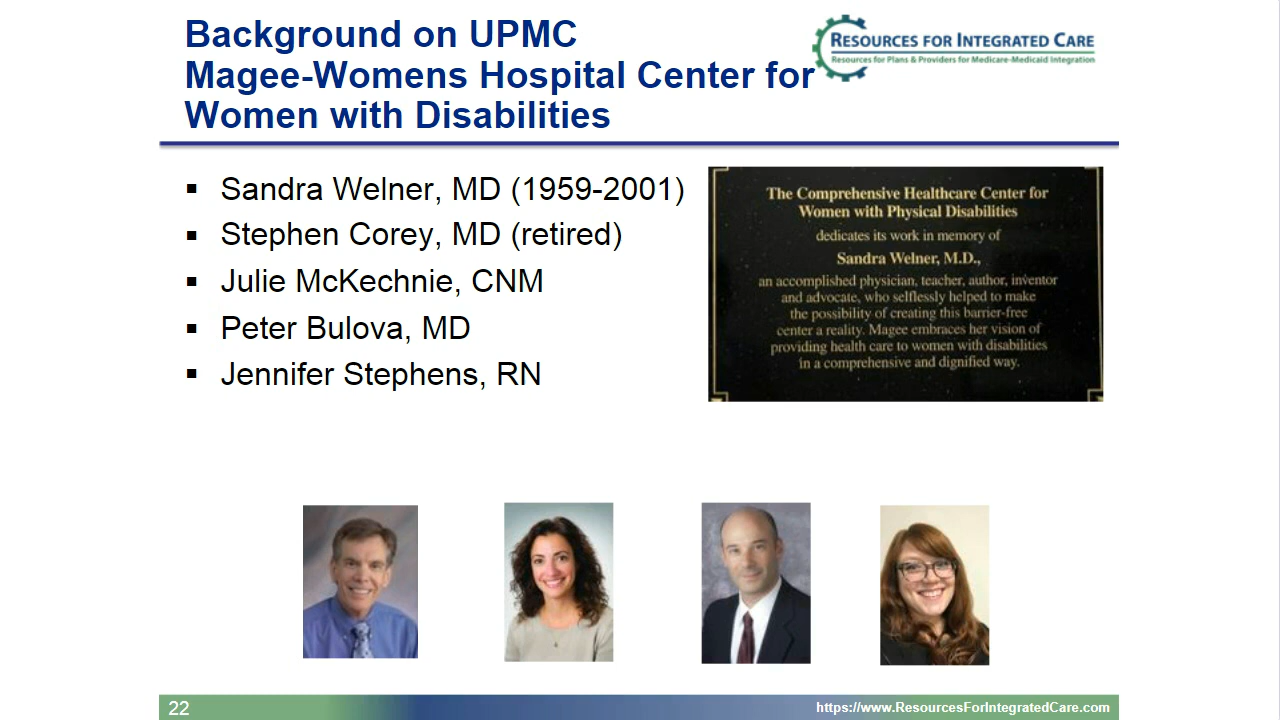 Background on UPMC
Magee-Womens Hospital Center for
Women with Disabilities
RESOURCES FOR INTEGRATED CARE
Resources for Plans & Providers for Medicare-Medicaid Integration
▪ Sandra Welner, MD (1959-2001)
▪ Stephen Corey, MD (retired)
▪ Julie McKechnie, CNM
▪ Peter Bulova, MD
▪ Jennifer Stephens, RN
The Comprehensive Healthcare Center for
Women with Physical Disabilities
dedicates its work in memory of
Sandra Welner, M.D.,
an accomplished physician, teacher, author, inventor
and advocate, who selflessly helped to make
the possibility of creating this barrier-free
center a reality. Magee embraces her vision of
providing health care to women with disabilities
in a comprehensive and dignified way.
22
https://www.ResourcesForIntegratedCare.com